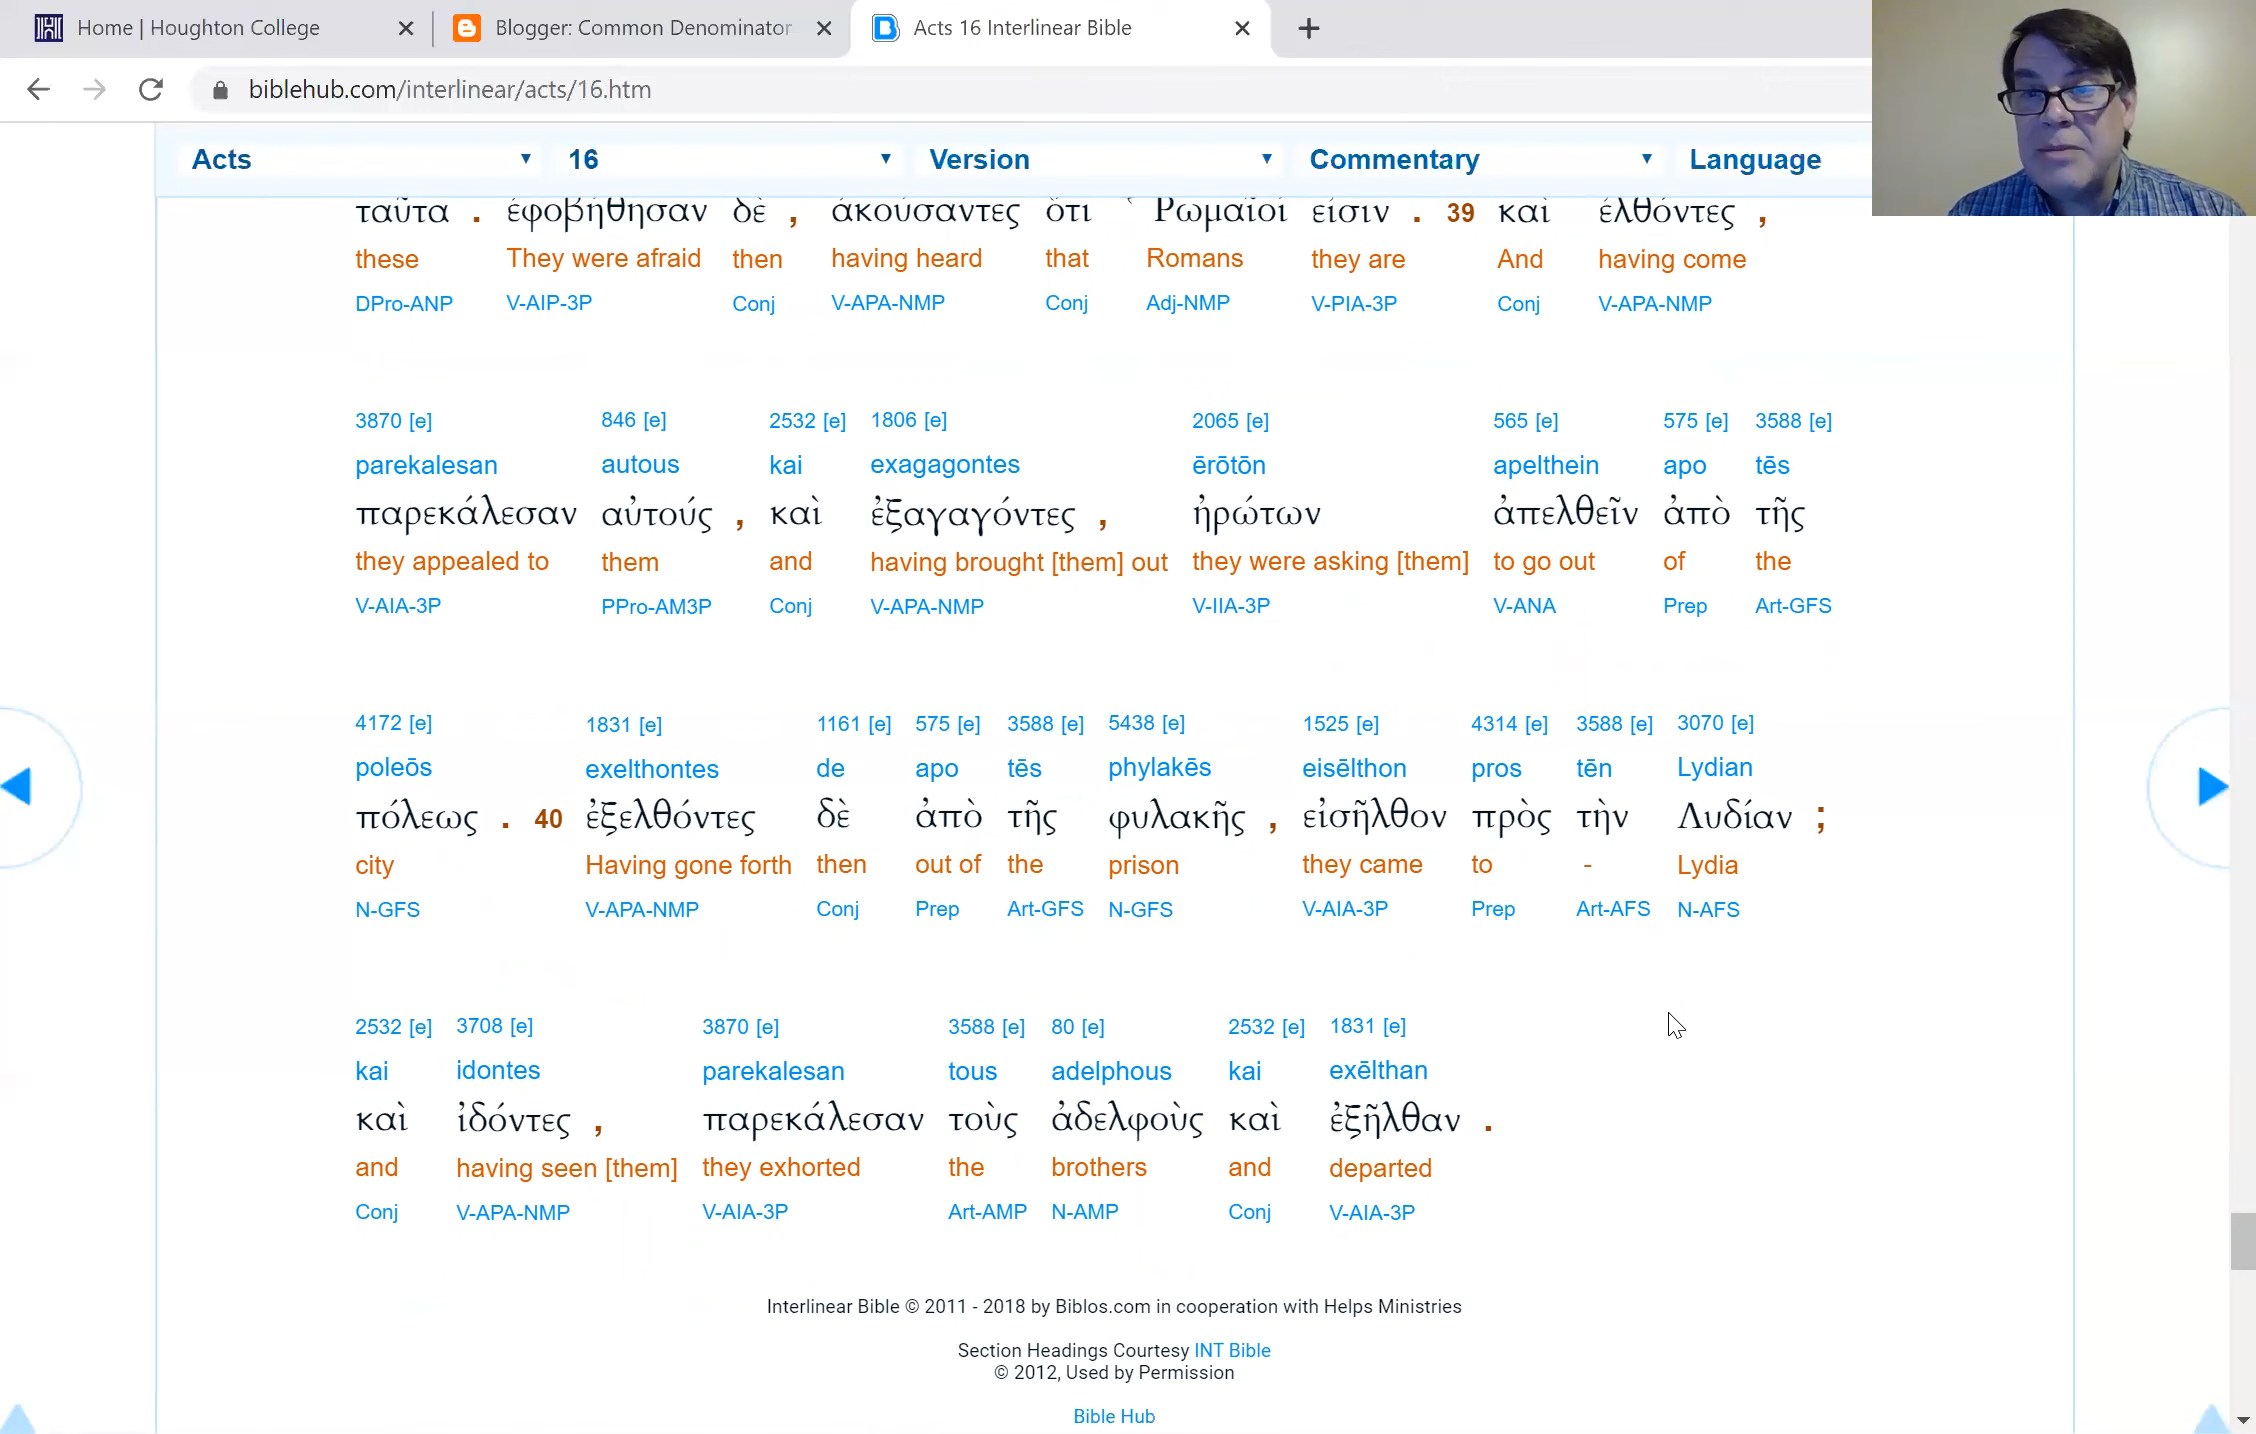 Home | Houghton College
Blogger: Common Denominator
Acts 16 Interlinear Bible
biblehub.com/interlinear/acts/16.htm
Acts 16 Version Commentary Language
ταῦτα . ἐφοβήθησαν δὲ , ἀκούσαντες ὅτι Ῥωμαῖοί εἰσιν . 39 καὶ ἐλθόντες ,
these They were afraid then having heard that Romans they are And having come
DPro-ANP V-AIP-3P Conj V-APA-NMP Conj Adj-NMP V-PIA-3P Conj V-APA-NMP
3870 [e] 846 [e] 2532 [e] 1806 [e] 2065 [e] 565 [e] 575 [e] 3588 [e]
parekalesan autous kai exagagontes ērōtōn apelthein apo tēs
παρεκάλεσαν αὐτούς , καὶ ἐξαγαγόντες , ἠρώτων ἀπελθεῖν ἀπὸ τῆς
they appealed to them and having brought [them] out they were asking [them] to go out of the
V-AIA-3P PPro-AM3P Conj V-APA-NMP V-IIA-3P V-ANA Prep Art-GFS
4172 [e] 1831 [e] 1161 [e] 575 [e] 3588 [e] 5438 [e] 1525 [e] 4314 [e] 3588 [e] 3070 [e]
poleōs exelthontes de apo tēs phylakēs eisēlthon pros tēn Lydian
πόλεως . 40 ἐξελθόντες δὲ ἀπὸ τῆς φυλακῆς , εἰσῆλθον πρὸς τὴν Λυδίαν ;
city Having gone forth then out of the prison they came to - Lydia
N-GFS V-APA-NMP Conj Prep Art-GFS N-GFS V-AIA-3P Prep Art-AFS N-AFS
2532 [e] 3708 [e] 3870 [e] 3588 [e] 80 [e] 2532 [e] 1831 [e]
kai idontes parekalesan tous adelphous kai exēlthan
καὶ ἰδόντες , παρεκάλεσαν τοὺς ἀδελφοὺς καὶ ἐξῆλθαν .
and having seen [them] they exhorted the brothers and departed
Conj V-APA-NMP V-AIA-3P Art-AMP N-AMP Conj V-AIA-3P
Interlinear Bible © 2011 - 2018 by Biblos.com in cooperation with Helps Ministries
Section Headings Courtesy INT Bible
© 2012, Used by Permission
Bible Hub